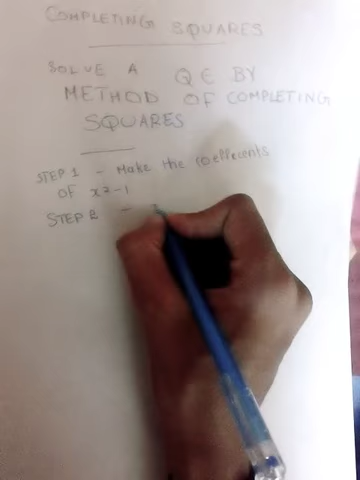 COMPLETING SQUARES
SOLVE A QE BY
METHOD OF COMPLETING
SQUARES
STEP 1 - Make the coeffecents
OF x2-1
STEP 2 -